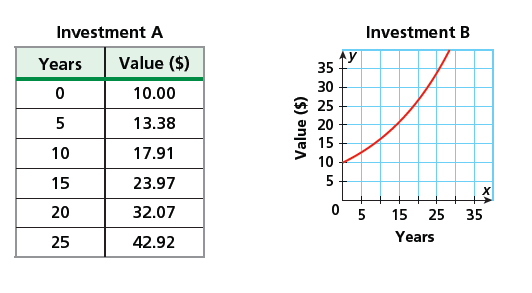 Investment A
Years Value ($)
0 10.00
5 13.38
10 17.91
15 23.97
20 32.07
25 42.92
Investment B
y
35
30
25
20
15
10
5
0 5 15 25 35
x
Value ($)
Years